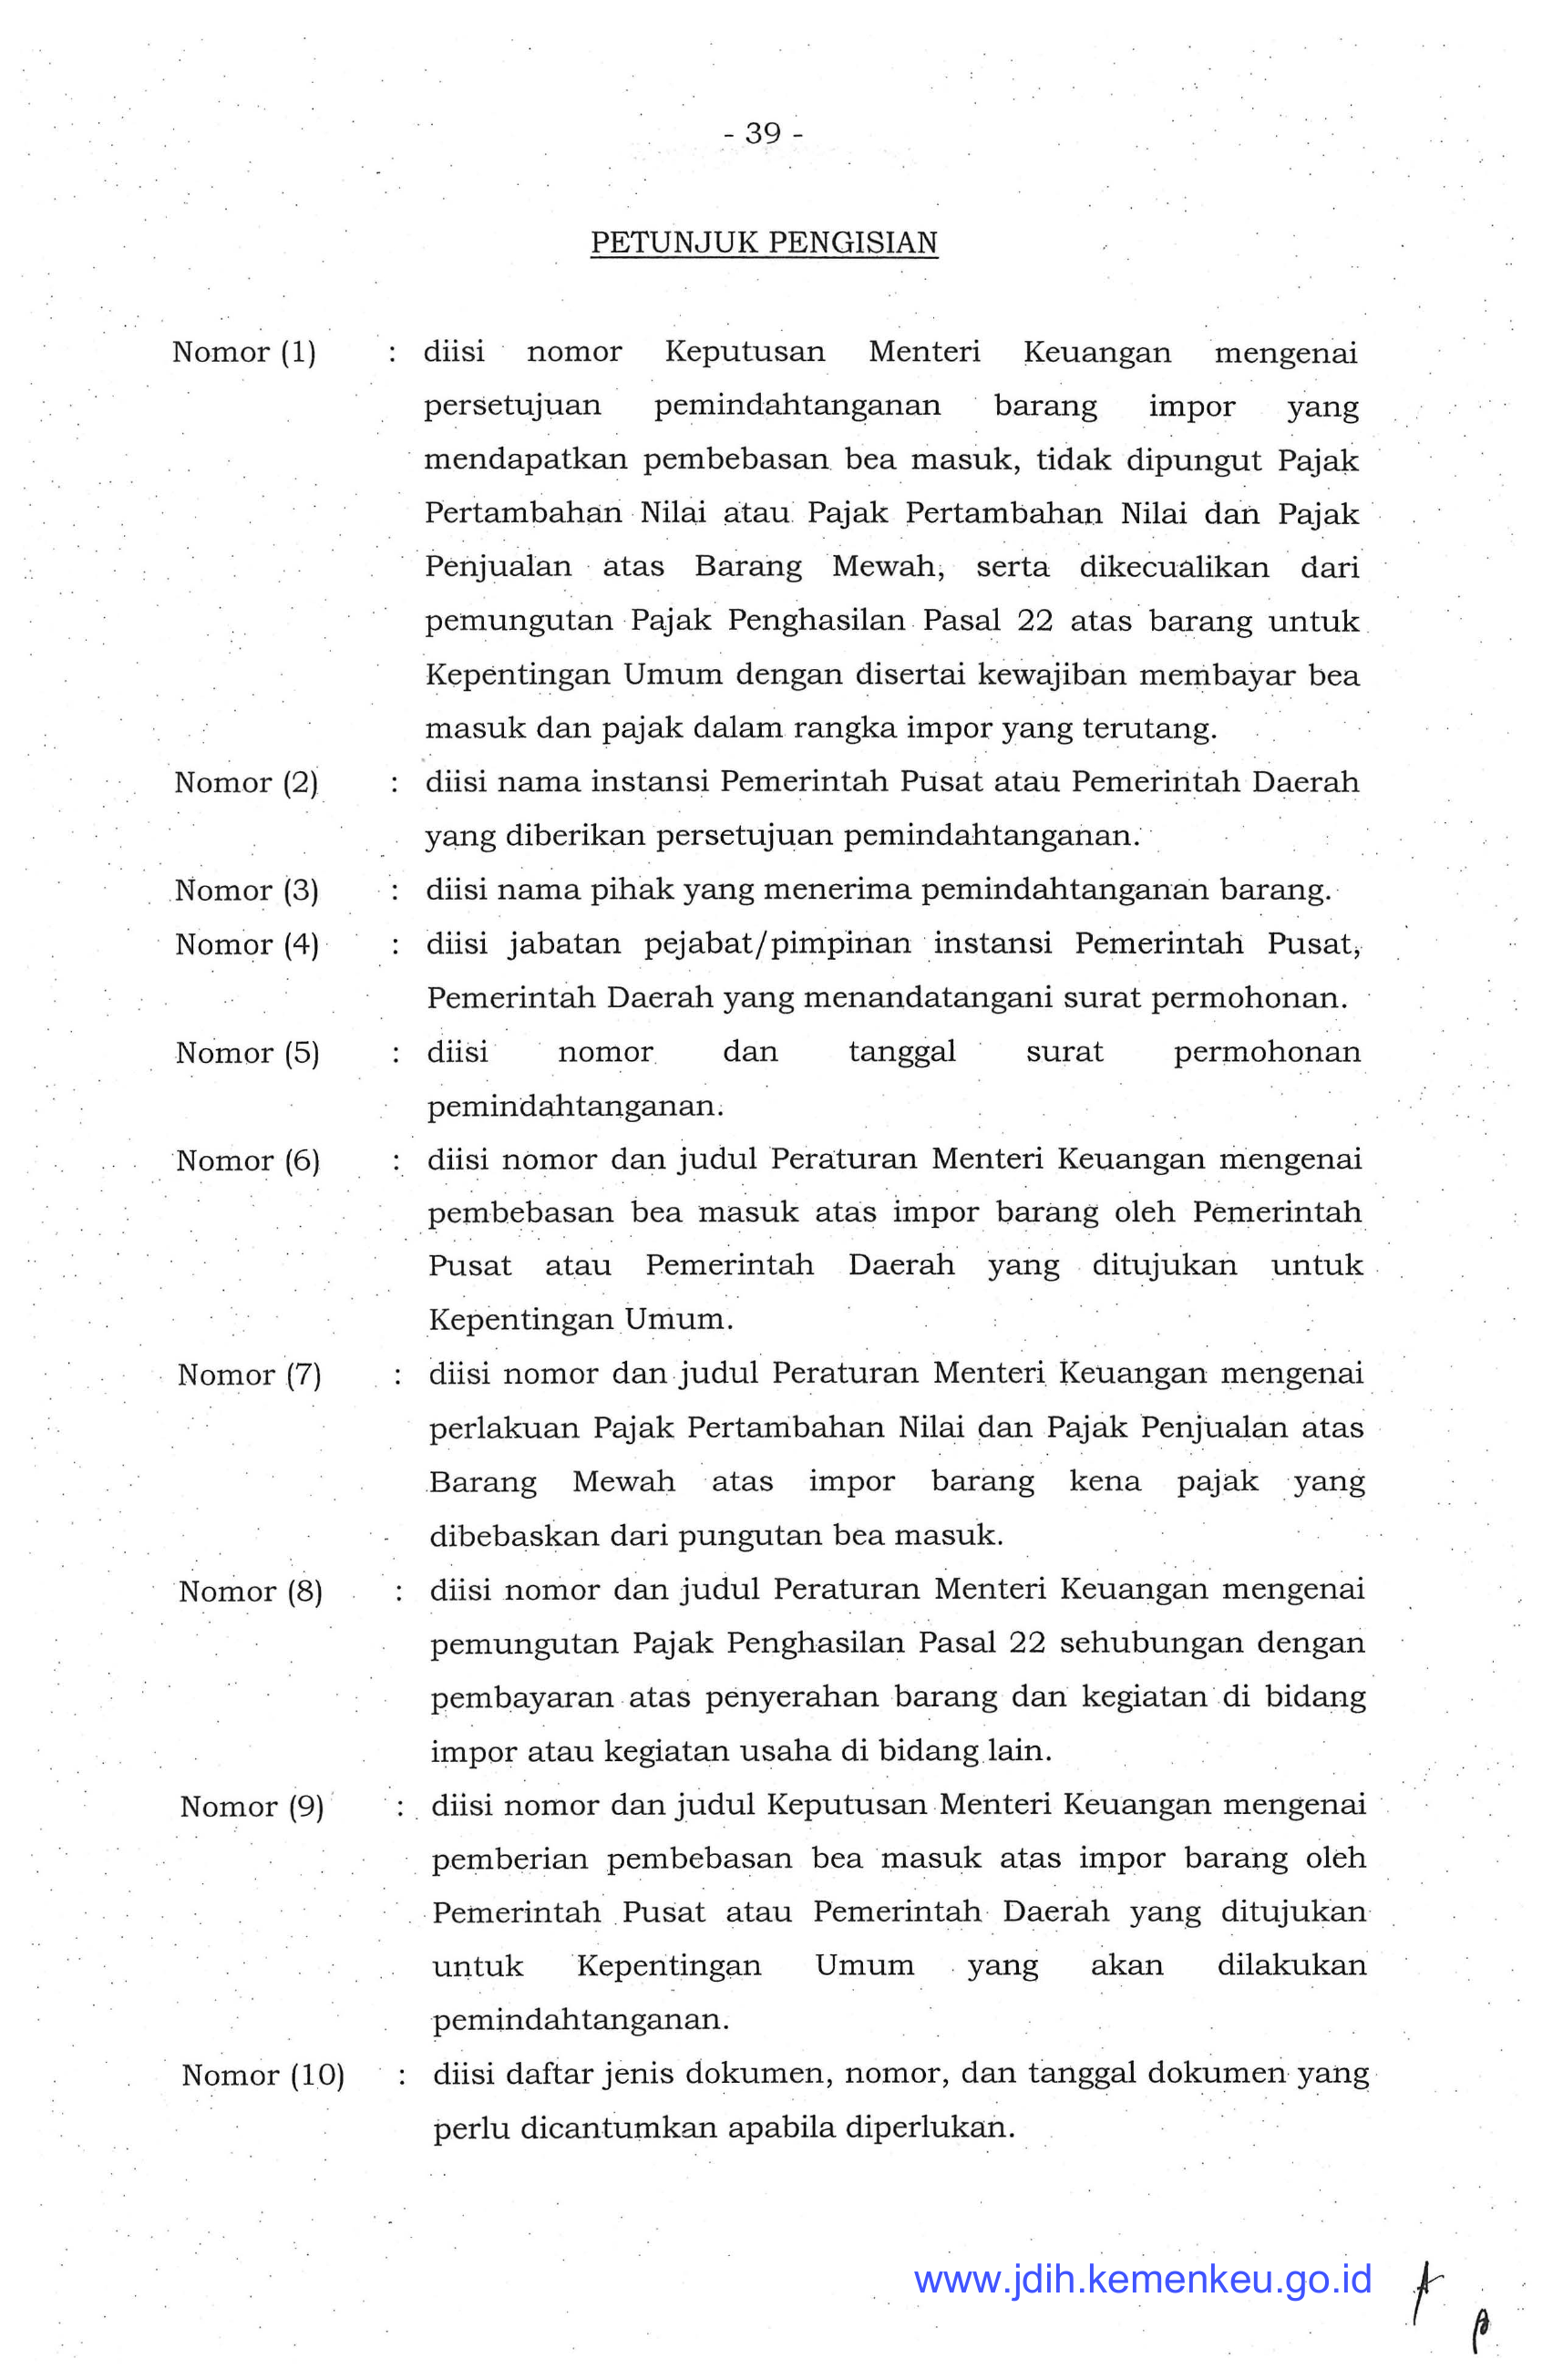 - 39 -
PETUNJUK PENGISIAN
Nomor (1) : diisi nomor Keputusan Menteri Keuangan mengenai
persetujuan pemindahtanganan barang impor yang
mendapatkan pembebasan bea masuk, tidak dipungut Pajak
Pertambahan Nilai atau Pajak Pertambahan Nilai dan Pajak
Penjualan atas Barang Mewah, serta dikecualikan dari
pemungutan Pajak Penghasilan Pasal 22 atas barang untuk
Kepentingan Umum dengan disertai kewajiban membayar bea
masuk dan pajak dalam rangka impor yang terutang.
Nomor (2) : diisi nama instansi Pemerintah Pusat atau Pemerintah Daerah
yang diberikan persetujuan pemindahtanganan.
Nomor (3) : diisi nama pihak yang menerima pemindahtanganan barang.
Nomor (4) : diisi jabatan pejabat/pimpinan instansi Pemerintah Pusat,
Pemerintah Daerah yang menandatangani surat permohonan.
Nomor (5) : diisi nomor dan tanggal surat permohonan
pemindahtanganan.
Nomor (6) : diisi nomor dan judul Peraturan Menteri Keuangan mengenai
pembebasan bea masuk atas impor barang oleh Pemerintah
Pusat atau Pemerintah Daerah yang ditujukan untuk
Kepentingan Umum.
Nomor (7) : diisi nomor dan judul Peraturan Menteri Keuangan mengenai
perlakuan Pajak Pertambahan Nilai dan Pajak Penjualan atas
Barang Mewah atas impor barang kena pajak yang
dibebaskan dari pungutan bea masuk.
Nomor (8) : diisi nomor dan judul Peraturan Menteri Keuangan mengenai
pemungutan Pajak Penghasilan Pasal 22 sehubungan dengan
pembayaran atas penyerahan barang dan kegiatan di bidang
impor atau kegiatan usaha di bidang lain.
Nomor (9) : diisi nomor dan judul Keputusan Menteri Keuangan mengenai
pemberian pembebasan bea masuk atas impor barang oleh
Pemerintah Pusat atau Pemerintah Daerah yang ditujukan
untuk Kepentingan Umum yang akan dilakukan
pemindahtanganan.
Nomor (10) : diisi daftar jenis dokumen, nomor, dan tanggal dokumen yang
perlu dicantumkan apabila diperlukan.
www.jdih.kemenkeu.go.id